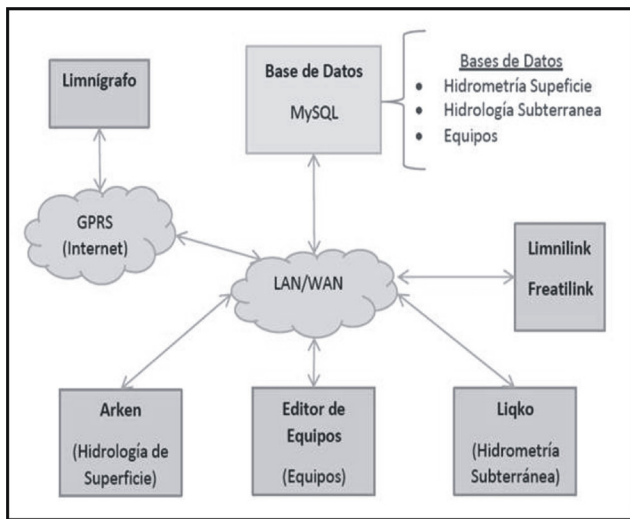 Limnígrafo
Base de Datos
MySQL
Bases de Datos
• Hidrometría Supeficie
• Hidrología Subterranea
• Equipos
GPRS
(Internet)
LAN/WAN
Limnilink
Freatilink
Arken
(Hidrología de
Superficie)
Editor de
Equipos
(Equipos)
Liqko
(Hidrometría
Subterránea)